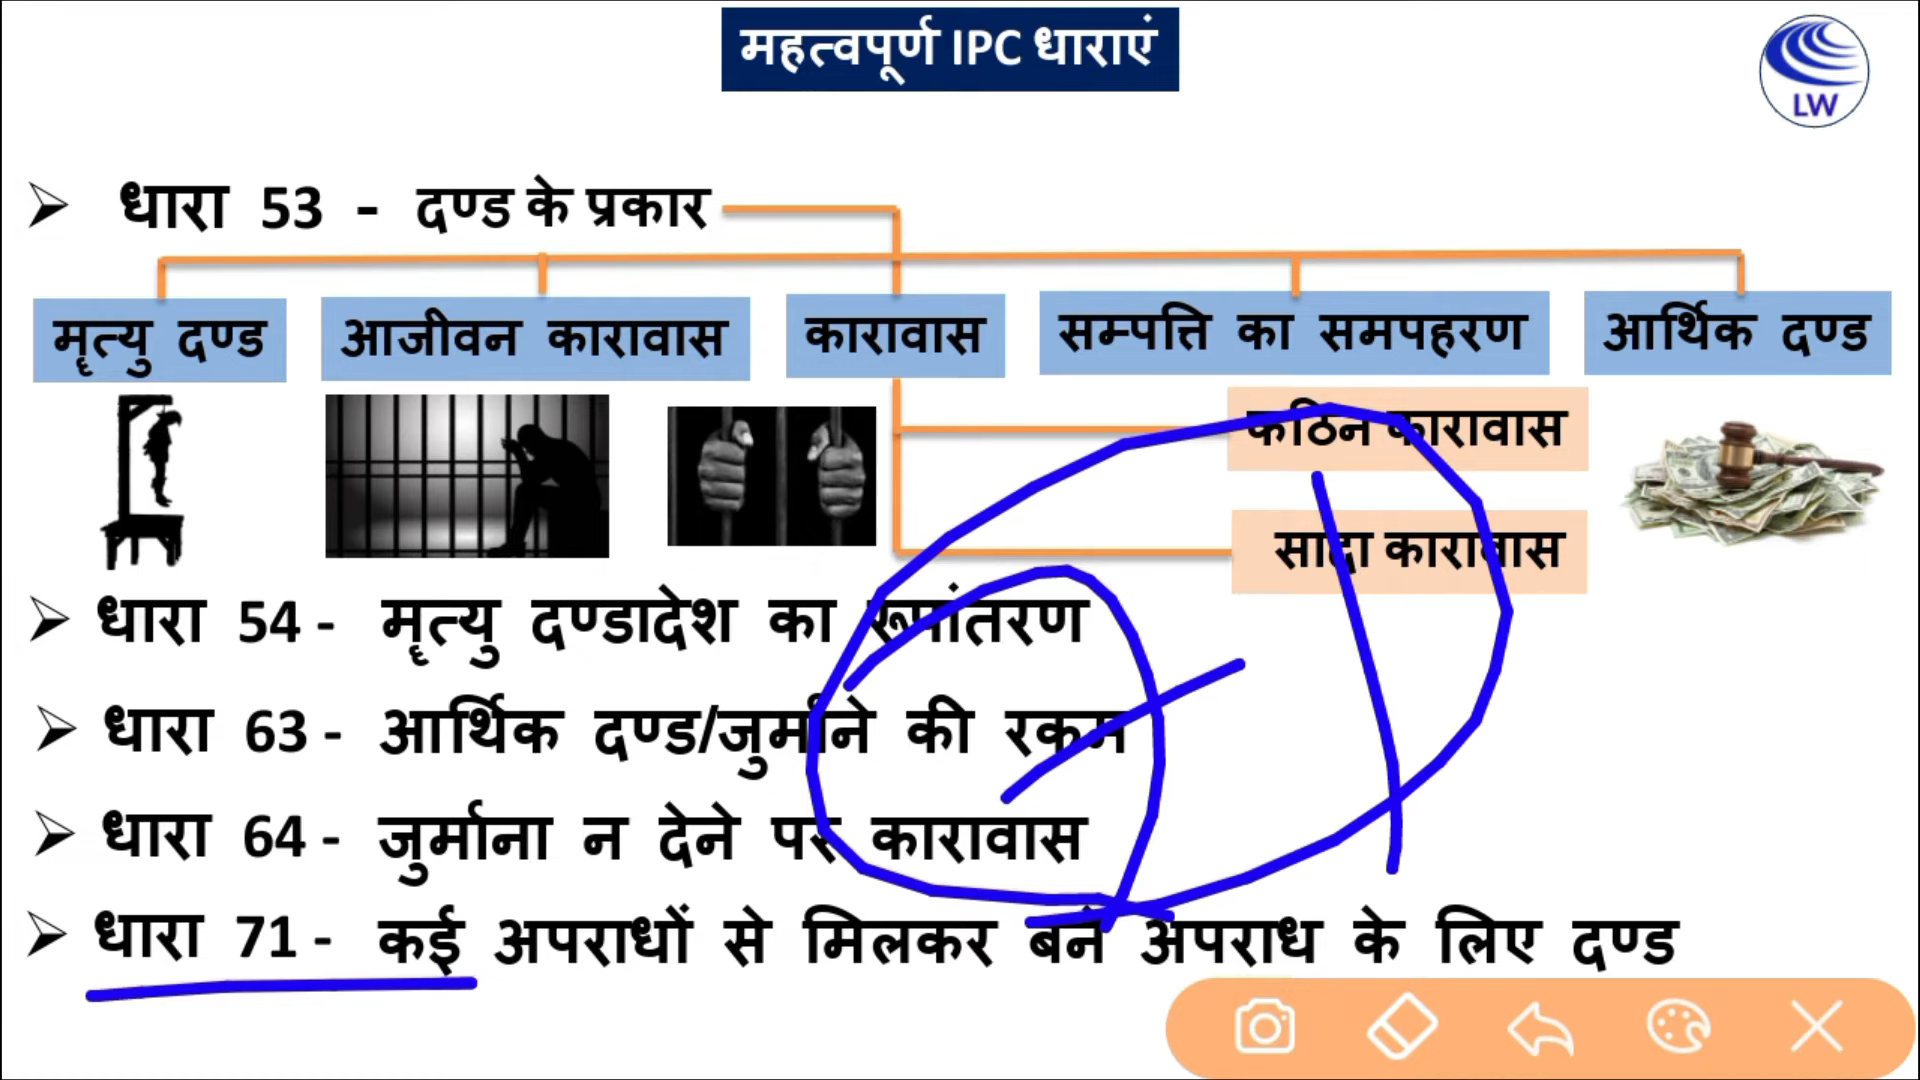 महत्वपूर्ण IPC धाराएं
LW
धारा 53 - दण्ड के प्रकार
मृत्यु दण्ड
आजीवन कारावास
कारावास
सम्पत्ति का समपहरण
आर्थिक दण्ड
कठिन कारावास
सादा कारावास
धारा 54 - मृत्यु दण्डादेश का रूपांतरण
धारा 63 - आर्थिक दण्ड/जुर्माने की रकम
धारा 64 - जुर्माना न देने पर कारावास
धारा 71 - कई अपराधों से मिलकर बने अपराध के लिए दण्ड